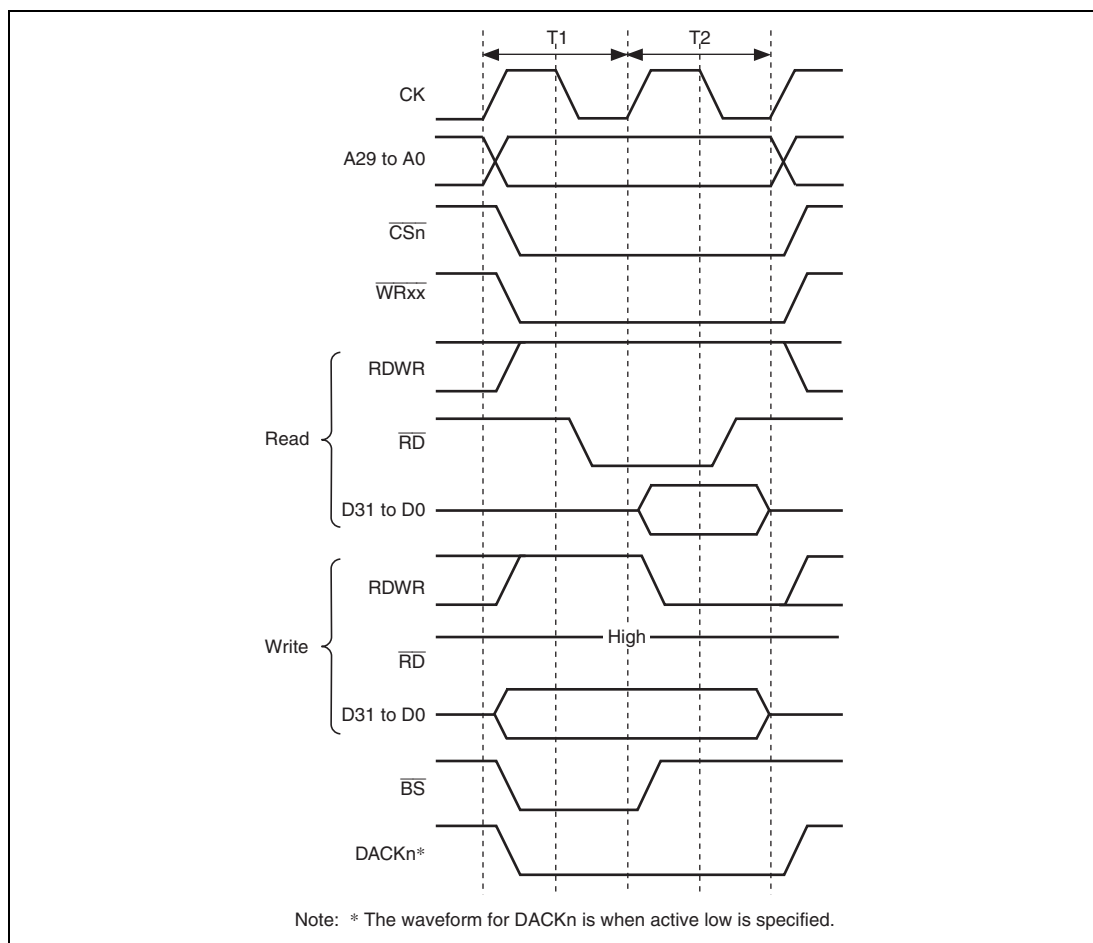 T1 T2
CK
A29 to A0
CSn
WRxx
RDWR
Read
RD
D31 to D0
RDWR
Write
High
RD
D31 to D0
BS
DACKn*
Note: * The waveform for DACKn is when active low is specified.